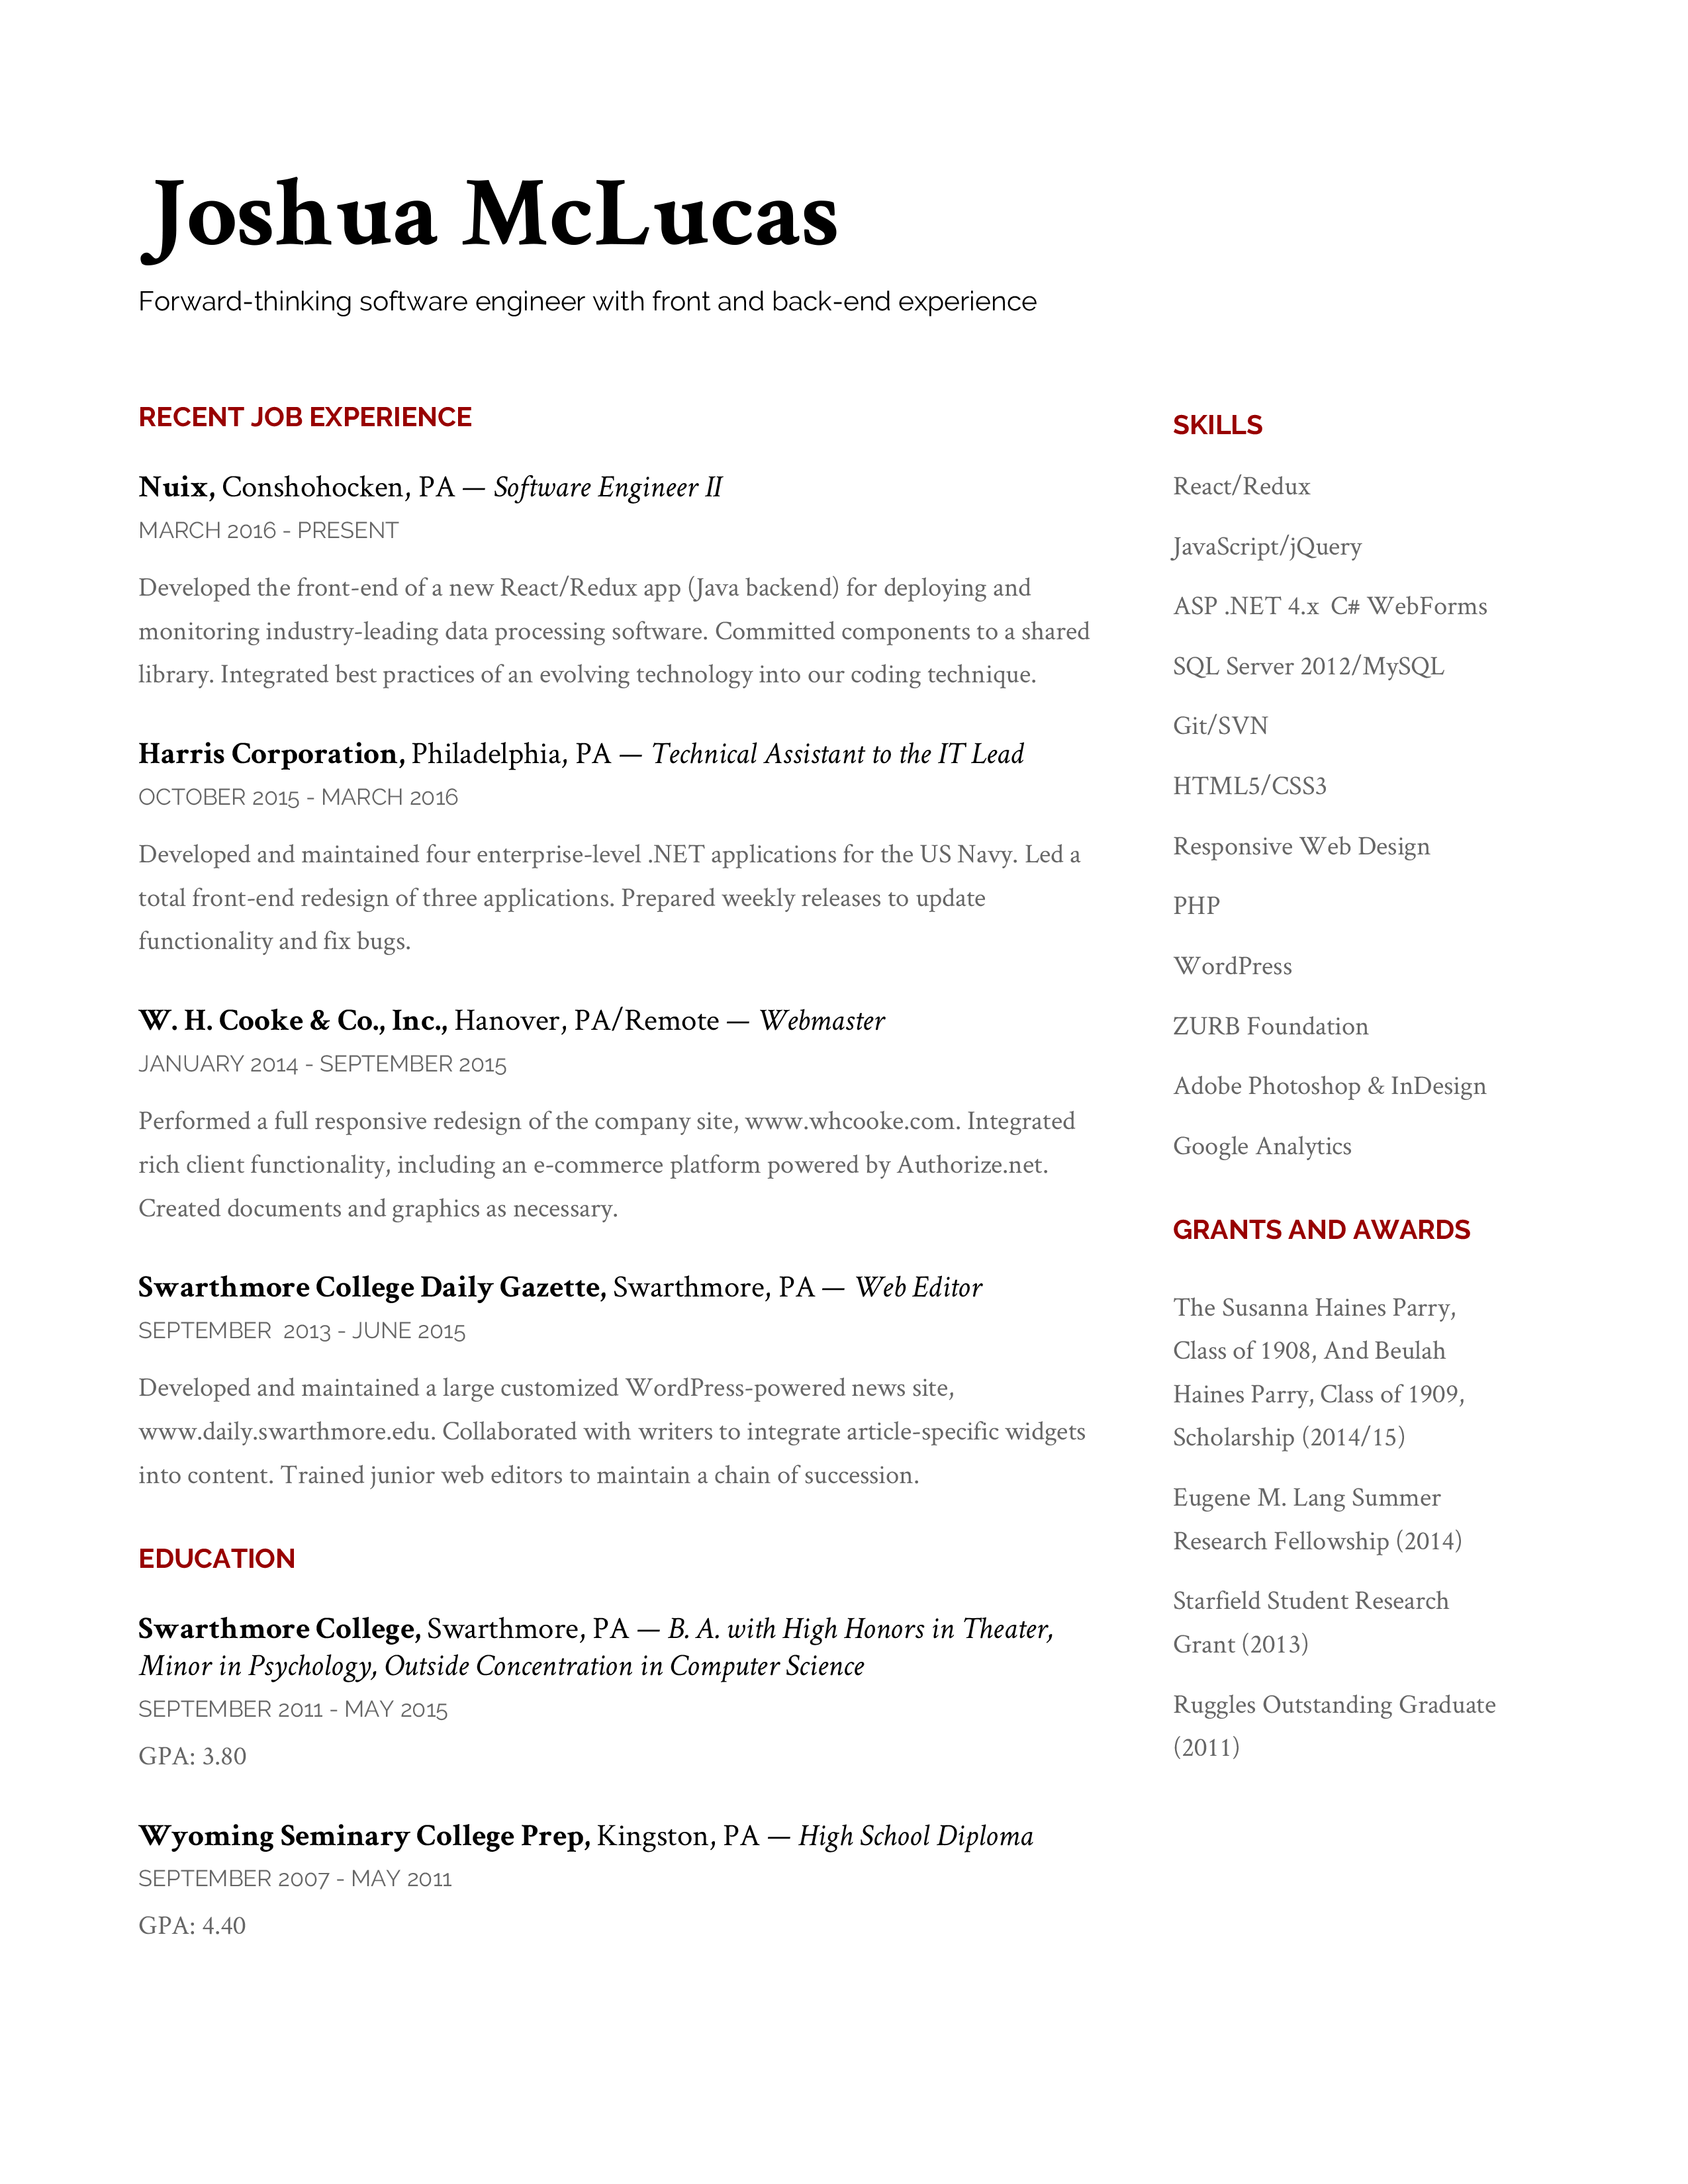 Joshua McLucas
Forward-thinking software engineer with front and back-end experience
RECENT JOB EXPERIENCE
Nuix, Conshohocken, PA — Software Engineer II
MARCH 2016 - PRESENT
Developed the front-end of a new React/Redux app (Java backend) for deploying and
monitoring industry-leading data processing software. Committed components to a shared
library. Integrated best practices of an evolving technology into our coding technique.
Harris Corporation, Philadelphia, PA — Technical Assistant to the IT Lead
OCTOBER 2015 - MARCH 2016
Developed and maintained four enterprise-level .NET applications for the US Navy. Led a
total front-end redesign of three applications. Prepared weekly releases to update
functionality and fix bugs.
W. H. Cooke & Co., Inc., Hanover, PA/Remote — Webmaster
JANUARY 2014 - SEPTEMBER 2015
Performed a full responsive redesign of the company site, www.whcooke.com. Integrated
rich client functionality, including an e-commerce platform powered by Authorize.net.
Created documents and graphics as necessary.
Swarthmore College Daily Gazette, Swarthmore, PA — Web Editor
SEPTEMBER  2013 - JUNE 2015
Developed and maintained a large customized WordPress-powered news site,
www.daily.swarthmore.edu. Collaborated with writers to integrate article-specific widgets
into content. Trained junior web editors to maintain a chain of succession.
EDUCATION
Swarthmore College, Swarthmore, PA — B. A. with High Honors in Theater,
Minor in Psychology, Outside Concentration in Computer Science
SEPTEMBER 2011 - MAY 2015
GPA: 3.80
Wyoming Seminary College Prep, Kingston, PA — High School Diploma
SEPTEMBER 2007 - MAY 2011
GPA: 4.40
SKILLS
React/Redux
JavaScript/jQuery
ASP .NET 4.x  C# WebForms
SQL Server 2012/MySQL
Git/SVN
HTML5/CSS3
Responsive Web Design
PHP
WordPress
ZURB Foundation
Adobe Photoshop & InDesign
Google Analytics
GRANTS AND AWARDS
The Susanna Haines Parry,
Class of 1908, And Beulah
Haines Parry, Class of 1909,
Scholarship (2014/15)
Eugene M. Lang Summer
Research Fellowship (2014)
Starfield Student Research
Grant (2013)
Ruggles Outstanding Graduate
(2011)